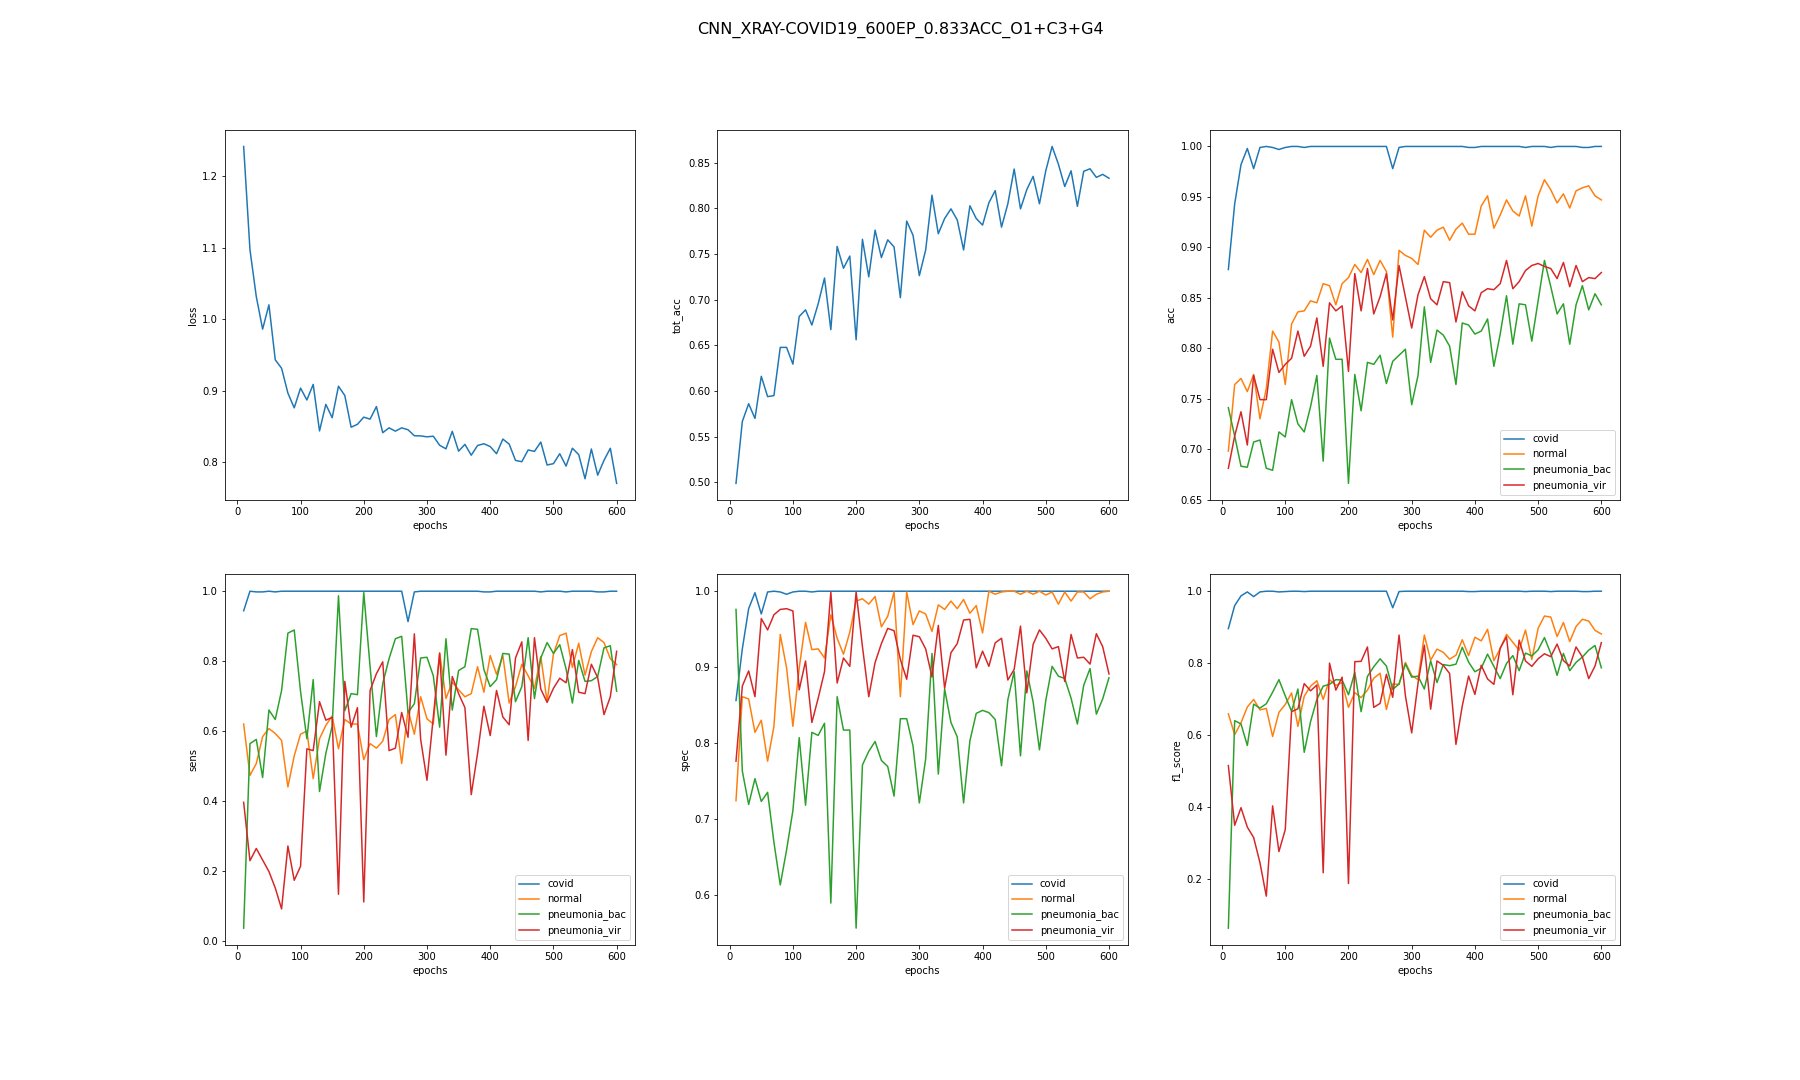 CNN_XRAY-COVID19_600EP_0.833ACC_O1+C3+G4
loss
1.2
1.1
1.0
0.9
0.8
0 100 200 300 400 500 600
epochs
tot_acc
0.85
0.80
0.75
0.70
0.65
0.60
0.55
0.50
0 100 200 300 400 500 600
epochs
acc
1.00
0.95
0.90
0.85
0.80
0.75
0.70
0.65
covid
normal
pneumonia_bac
pneumonia_vir
0 100 200 300 400 500 600
epochs
sens
1.0
0.8
0.6
0.4
0.2
0.0
covid
normal
pneumonia_bac
pneumonia_vir
0 100 200 300 400 500 600
epochs
spec
1.0
0.9
0.8
0.7
0.6
covid
normal
pneumonia_bac
pneumonia_vir
0 100 200 300 400 500 600
epochs
f1_score
1.0
0.8
0.6
0.4
0.2
covid
normal
pneumonia_bac
pneumonia_vir
0 100 200 300 400 500 600
epochs